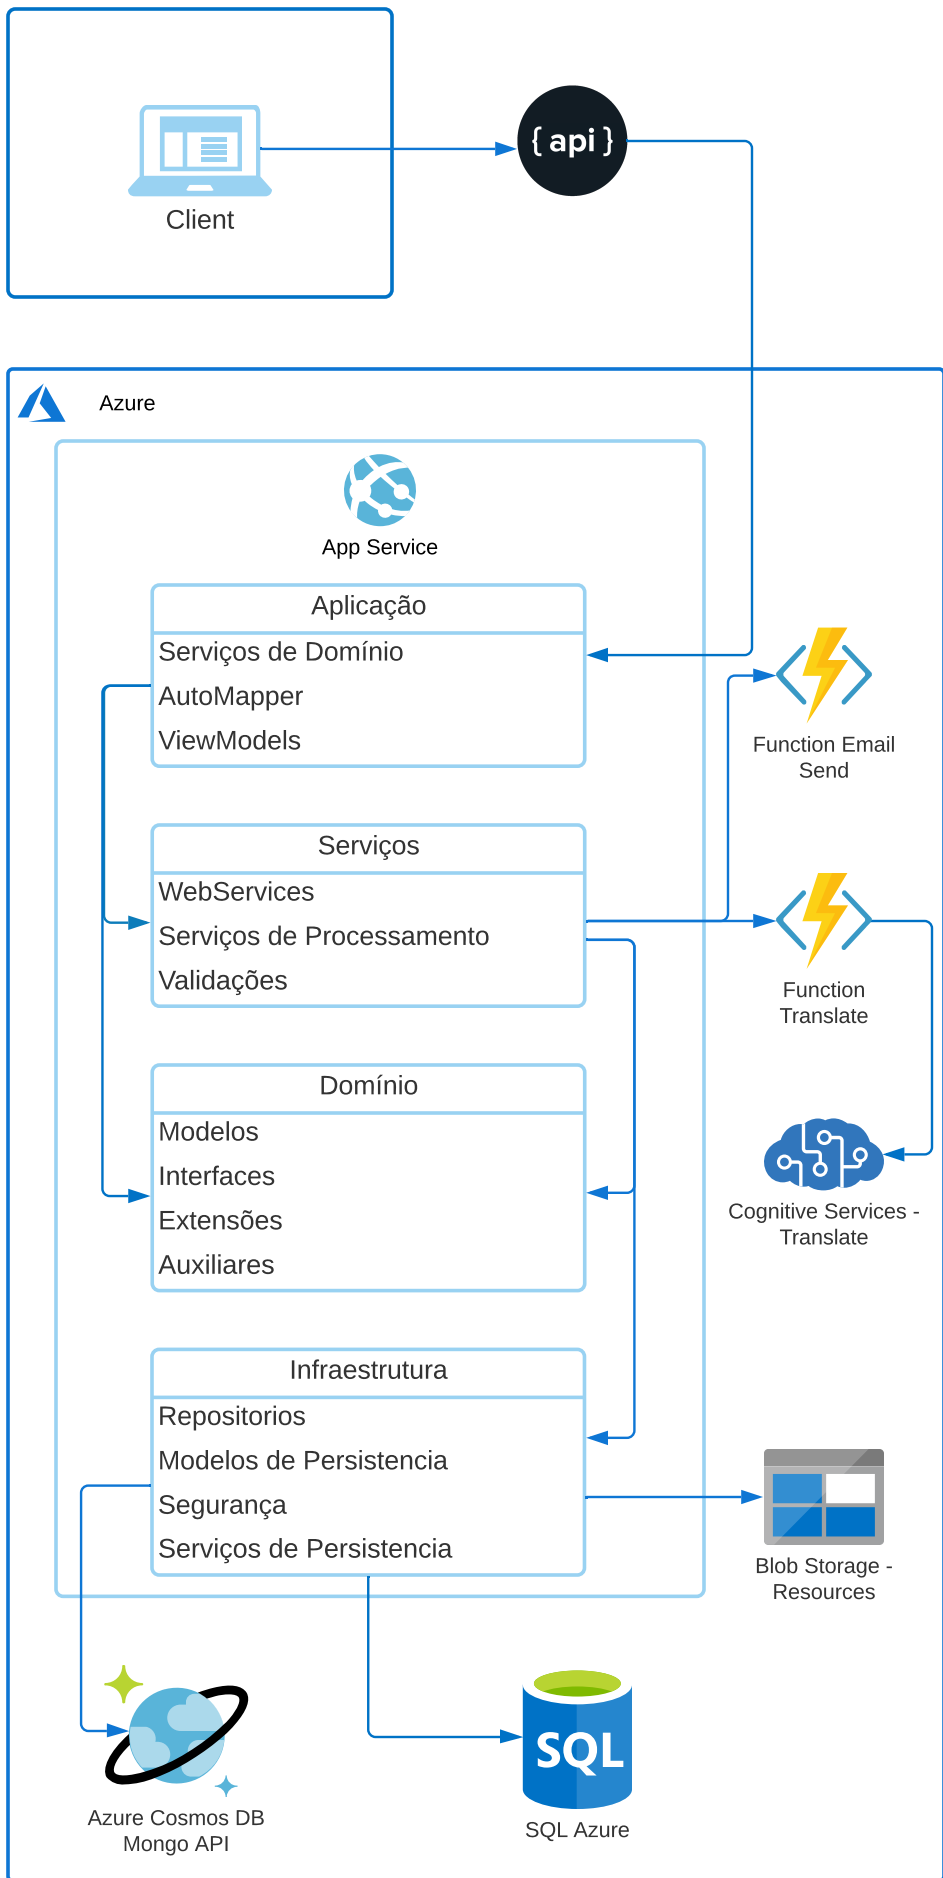 { api }
Client
Azure
App Service
Aplicação
Serviços de Domínio
AutoMapper
ViewModels
Function Email
Send
Serviços
WebServices
Serviços de Processamento
Validações
Function
Translate
Domínio
Modelos
Interfaces
Extensões
Auxiliares
Cognitive Services -
Translate
Infraestrutura
Repositorios
Modelos de Persistencia
Segurança
Serviços de Persistencia
Blob Storage -
Resources
SQL
Azure Cosmos DB
Mongo API
SQL Azure